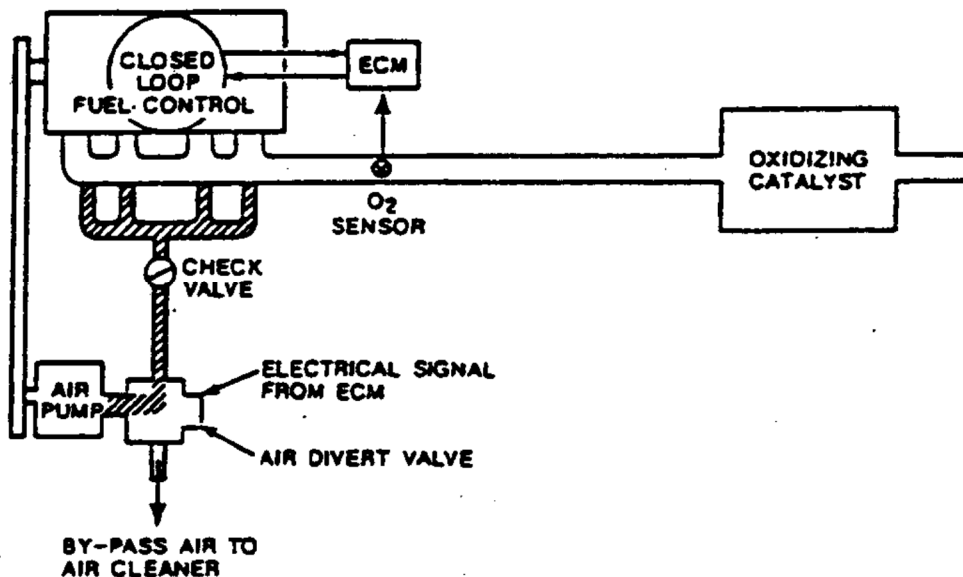 CLOSED
LOOP
FUEL CONTROL
ECM
OXIDIZING
CATALYST
O2
SENSOR
CHECK
VALVE
ELECTRICAL SIGNAL
FROM ECM
AIR
PUMP
AIR DIVERT VALVE
BY-PASS AIR TO
AIR CLEANER